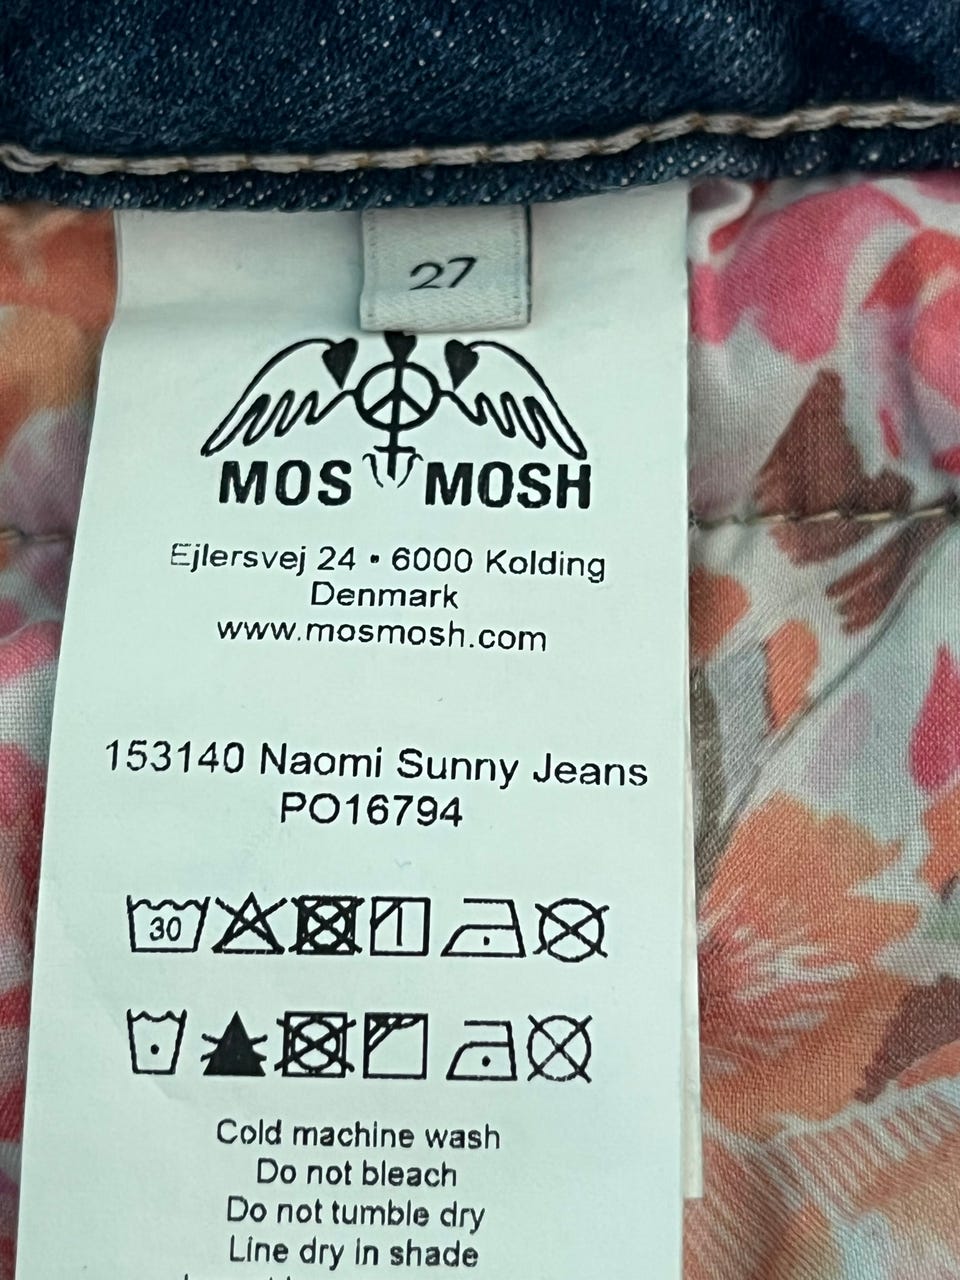 27
MOS MOSH
Ejlersvej 24 • 6000 Kolding
Denmark
www.mosmosh.com
153140 Naomi Sunny Jeans
PO16794
30
Cold machine wash
Do not bleach
Do not tumble dry
Line dry in shade